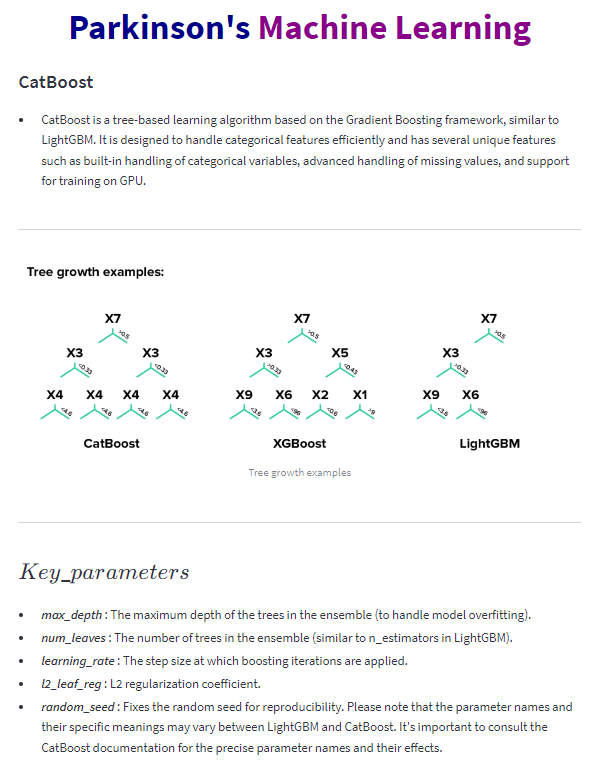 Parkinson's Machine Learning
CatBoost
• CatBoost is a tree-based learning algorithm based on the Gradient Boosting framework, similar to
LightGBM. It is designed to handle categorical features efficiently and has several unique features
such as built-in handling of categorical variables, advanced handling of missing values, and support
for training on GPU.
Tree growth examples:
X7 X7 X7
>0.5 >0.5 >0.5
X3 X3 X3 X5 X3
<0.33 <0.33 >0.33 <0.43 >0.33
X4 X4 X4 X4 X9 X6 X2 X1 X9 X6
<4.6 <4.6 <4.6 <4.6 <3.6 <96 <0.6 >9 <3.6 <96
CatBoost XGBoost LightGBM
Tree growth examples
Key_parameters
• max_depth : The maximum depth of the trees in the ensemble (to handle model overfitting).
• num_leaves : The number of trees in the ensemble (similar to n_estimators in LightGBM).
• learning_rate : The step size at which boosting iterations are applied.
• l2_leaf_reg : L2 regularization coefficient.
• random_seed : Fixes the random seed for reproducibility. Please note that the parameter names and
their specific meanings may vary between LightGBM and CatBoost. It's important to consult the
CatBoost documentation for the precise parameter names and their effects.